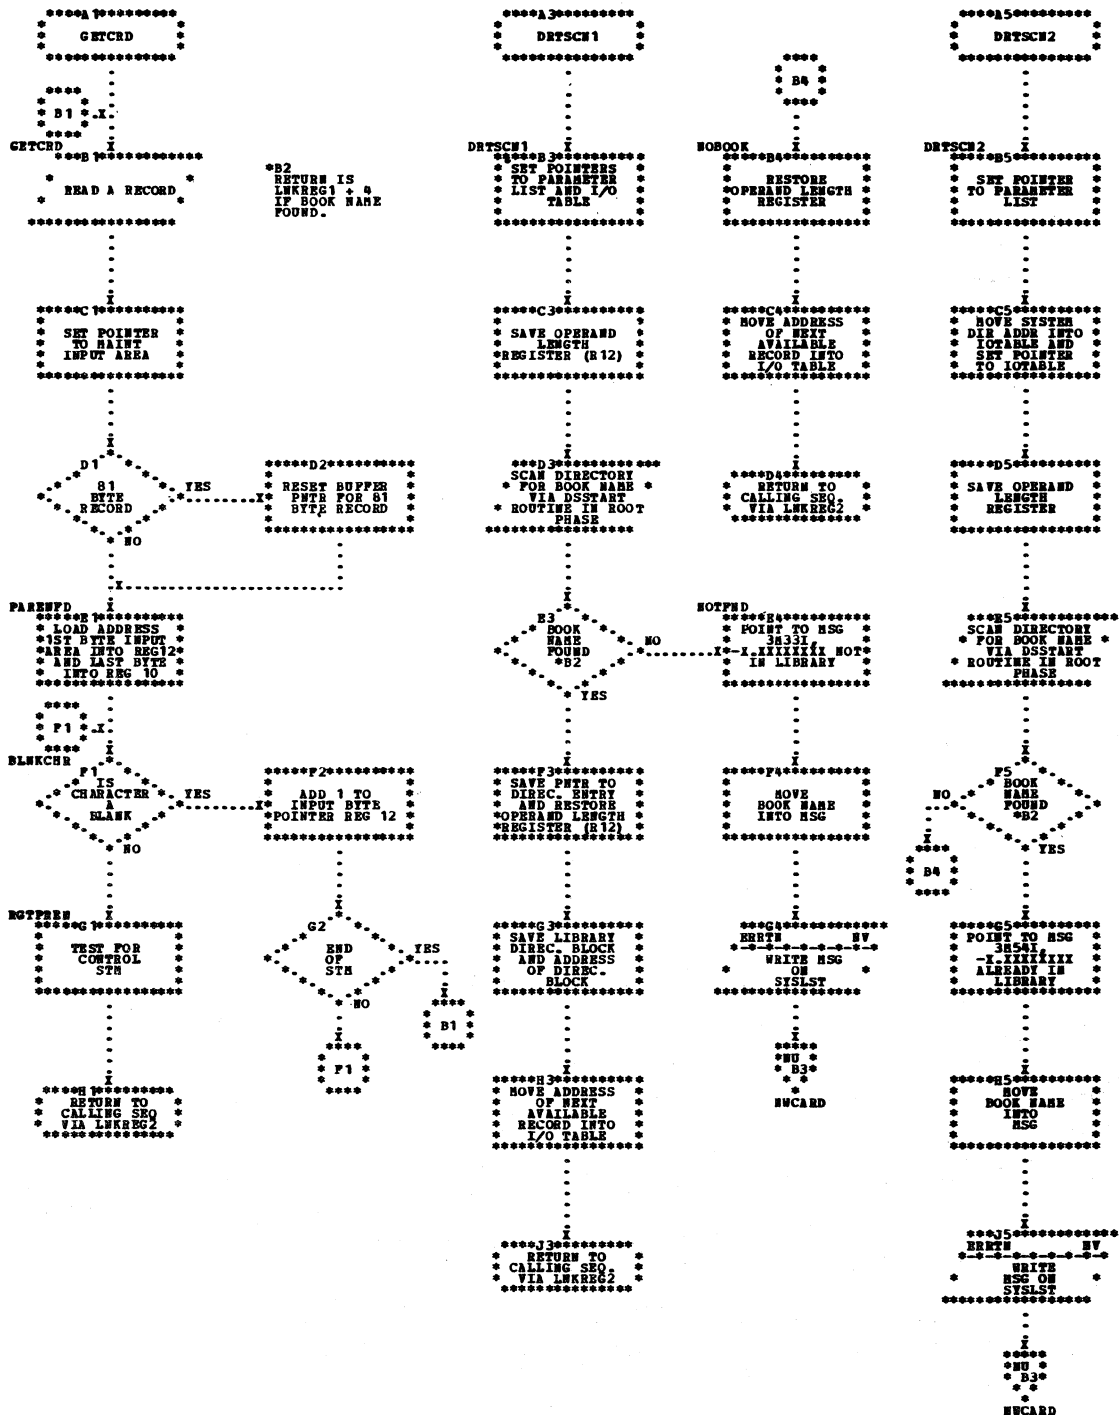 A1
GETCRD
B1
GETCRD
B1
READ A RECORD
*B2
RETURN IS
LNKREG1 + 4
IF BOOK NAME
FOUND.
C1
SET POINTER
TO MAINT
INPUT AREA
D1
81
BYTE
RECORD
YES
NO
D2
RESET BUFFER
PNTR FOR 81
BYTE RECORD
PARENFD
E1
LOAD ADDRESS
1ST BYTE INPUT
AREA INTO REG12
AND LAST BYTE
INTO REG 10
F1
BLNKCHR
F1
IS
CHARACTER
A
BLANK
YES
NO
F2
ADD 1 TO
INPUT BYTE
POINTER REG 12
RGTPREN
G1
TEST FOR
CONTROL
STM
G2
END
OF
STM
YES
NO
B1
F1
H1
RETURN TO
CALLING SEQ
VIA LNKREG2
A3
DRTSCN1
DRTSCN1
B3
SET POINTERS
TO PARAMETER
LIST AND I/O
TABLE
C3
SAVE OPERAND
LENGTH
REGISTER (R12)
D3
SCAN DIRECTORY
FOR BOOK NAME
VIA DSSTART
ROUTINE IN ROOT
PHASE
E3
BOOK
NAME
FOUND
*B2
NO
YES
F3
SAVE PNTR TO
DIREC. ENTRY
AND RESTORE
OPERAND LENGTH
REGISTER (R12)
G3
SAVE LIBRARY
DIREC. BLOCK
AND ADDRESS
OF DIREC.
BLOCK
H3
MOVE ADDRESS
OF NEXT
AVAILABLE
RECORD INTO
I/O TABLE
J3
RETURN TO
CALLING SEQ.
VIA LNKREG2
B4
NOBOOK
B4
RESTORE
OPERAND LENGTH
REGISTER
C4
MOVE ADDRESS
OF NEXT
AVAILABLE
RECORD INTO
I/O TABLE
D4
RETURN TO
CALLING SEQ.
VIA LNKREG2
NOTFND
E4
POINT TO MSG
3M33I,
-X.XXXXXXXX NOT
IN LIBRARY
F4
MOVE
BOOK NAME
INTO MSG
G4
ERRTN NV
WRITE MSG
ON
SYSLST
NU
B3
NWCARD
A5
DRTSCN2
DRTSCN2
B5
SET POINTER
TO PARAMETER
LIST
C5
MOVE SYSTEM
DIR ADDR INTO
IOTABLE AND
SET POINTER
TO IOTABLE
D5
SAVE OPERAND
LENGTH
REGISTER
E5
SCAN DIRECTORY
FOR BOOK NAME
VIA DSSTART
ROUTINE IN ROOT
PHASE
F5
BOOK
NAME
FOUND
*B2
NO
YES
B4
G5
POINT TO MSG
3M54I,
-X.XXXXXXXX
ALREADY IN
LIBRARY
H5
MOVE
BOOK NAME
INTO
MSG
J5
ERRTN NV
WRITE
MSG ON
SYSLST
NU
B3
NWCARD